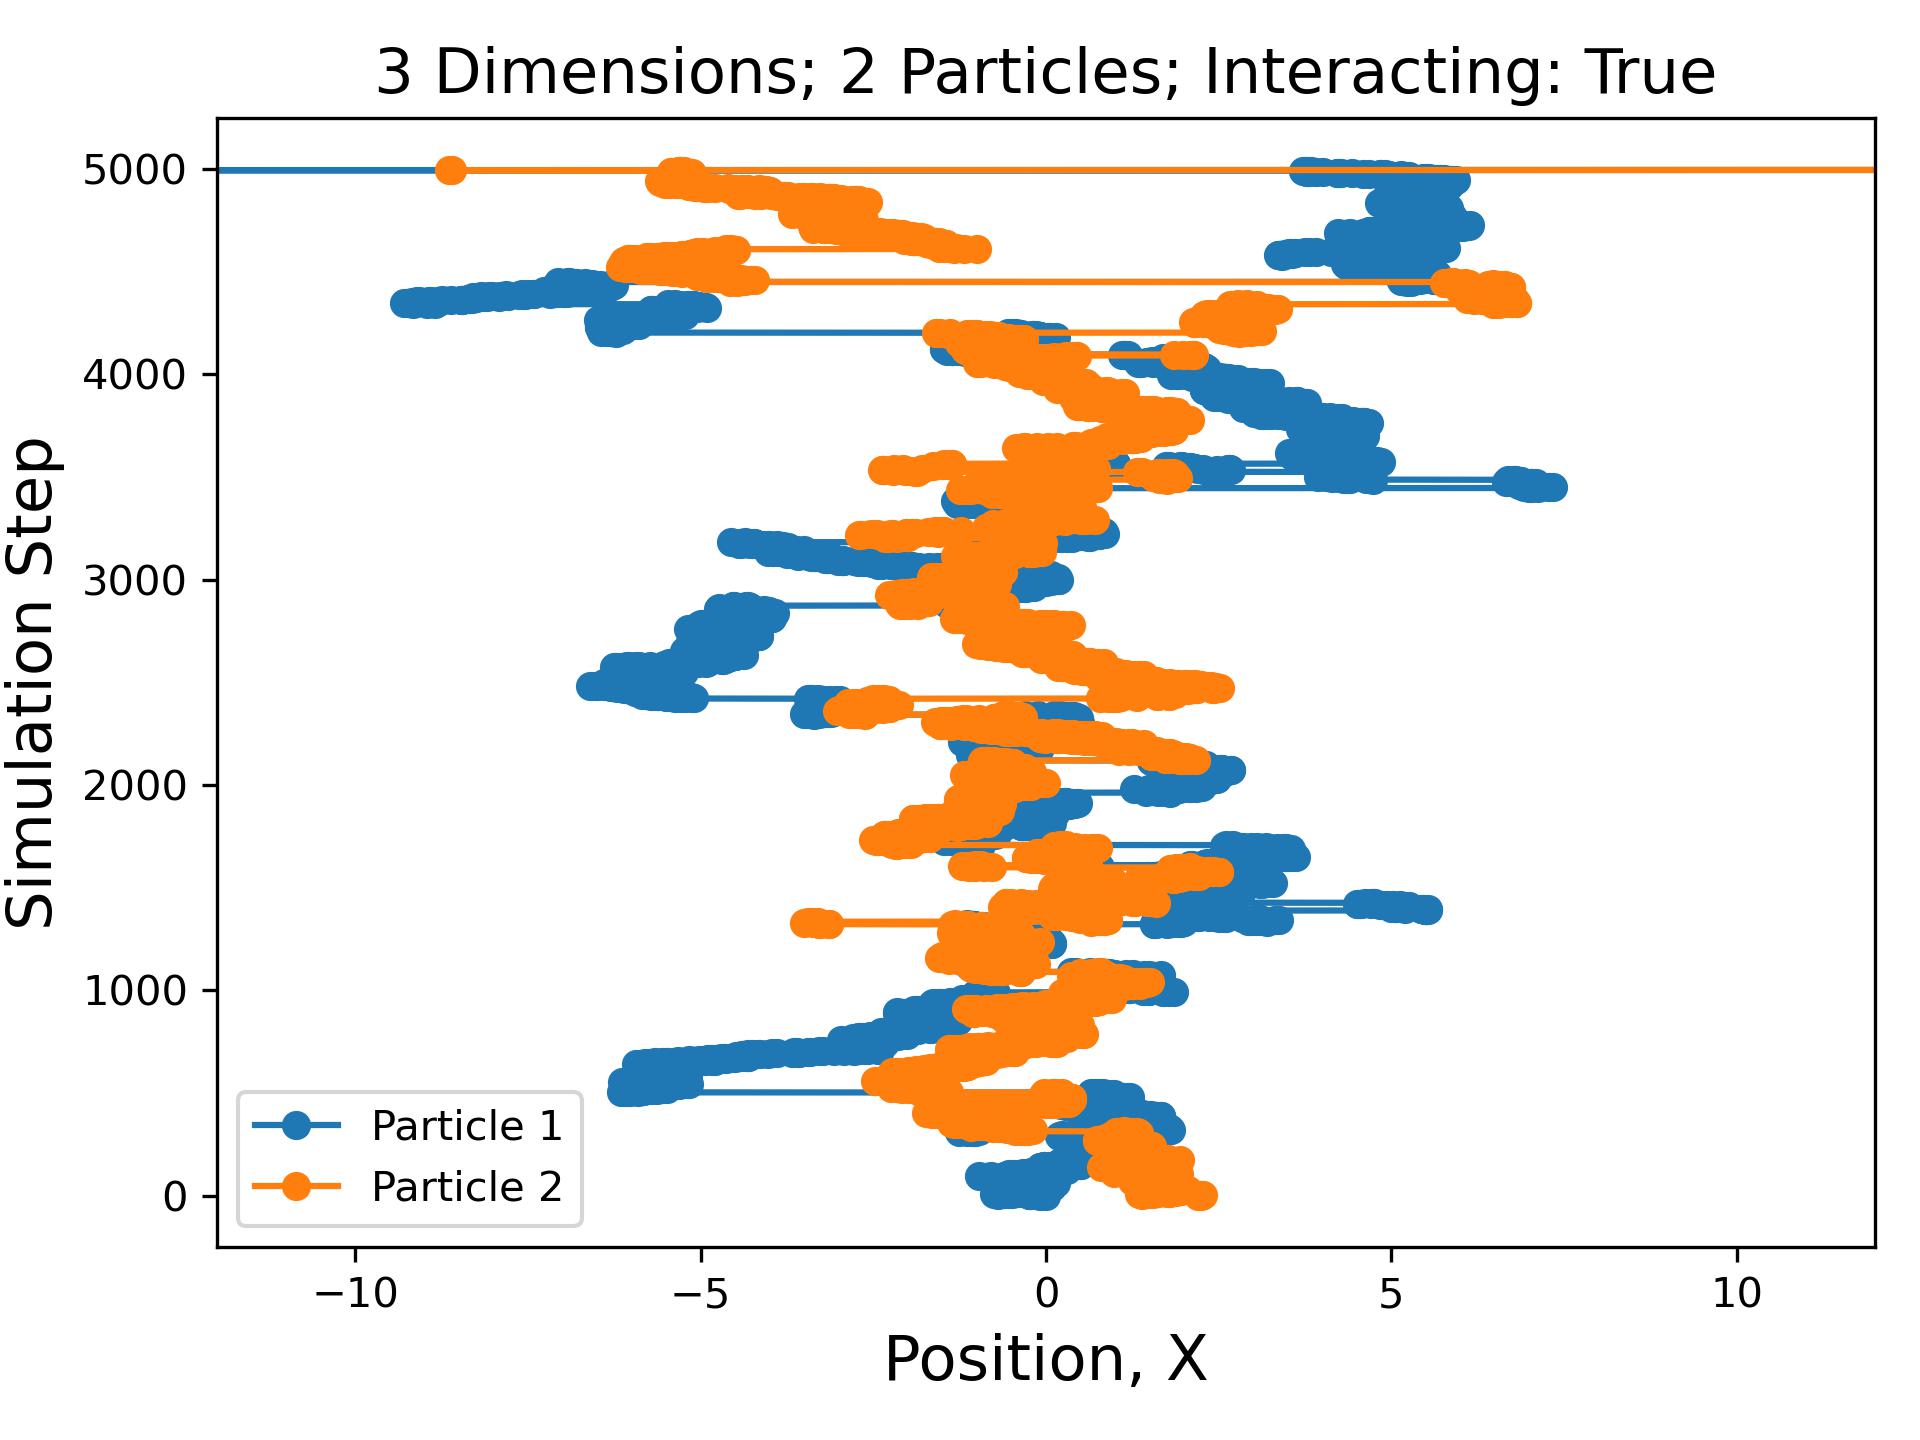 3 Dimensions; 2 Particles; Interacting: True
Simulation Step
5000
4000
3000
2000
1000
0
Particle 1
Particle 2
−10
−5
0
5
10
Position, X